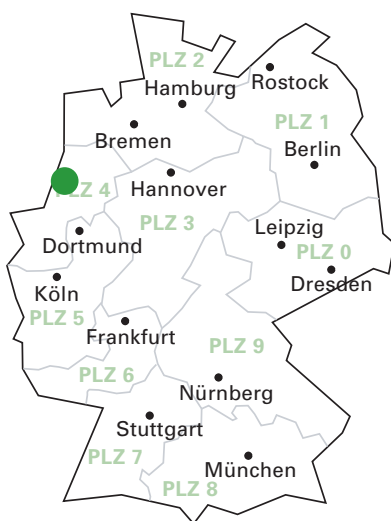 PLZ 2
Rostock
Hamburg
PLZ 1
Bremen
Berlin
PLZ 4
Hannover
PLZ 3
Leipzig
Dortmund
PLZ 0
Dresden
Köln
PLZ 5
Frankfurt
PLZ 9
PLZ 6
Nürnberg
Stuttgart
PLZ 7
München
PLZ 8